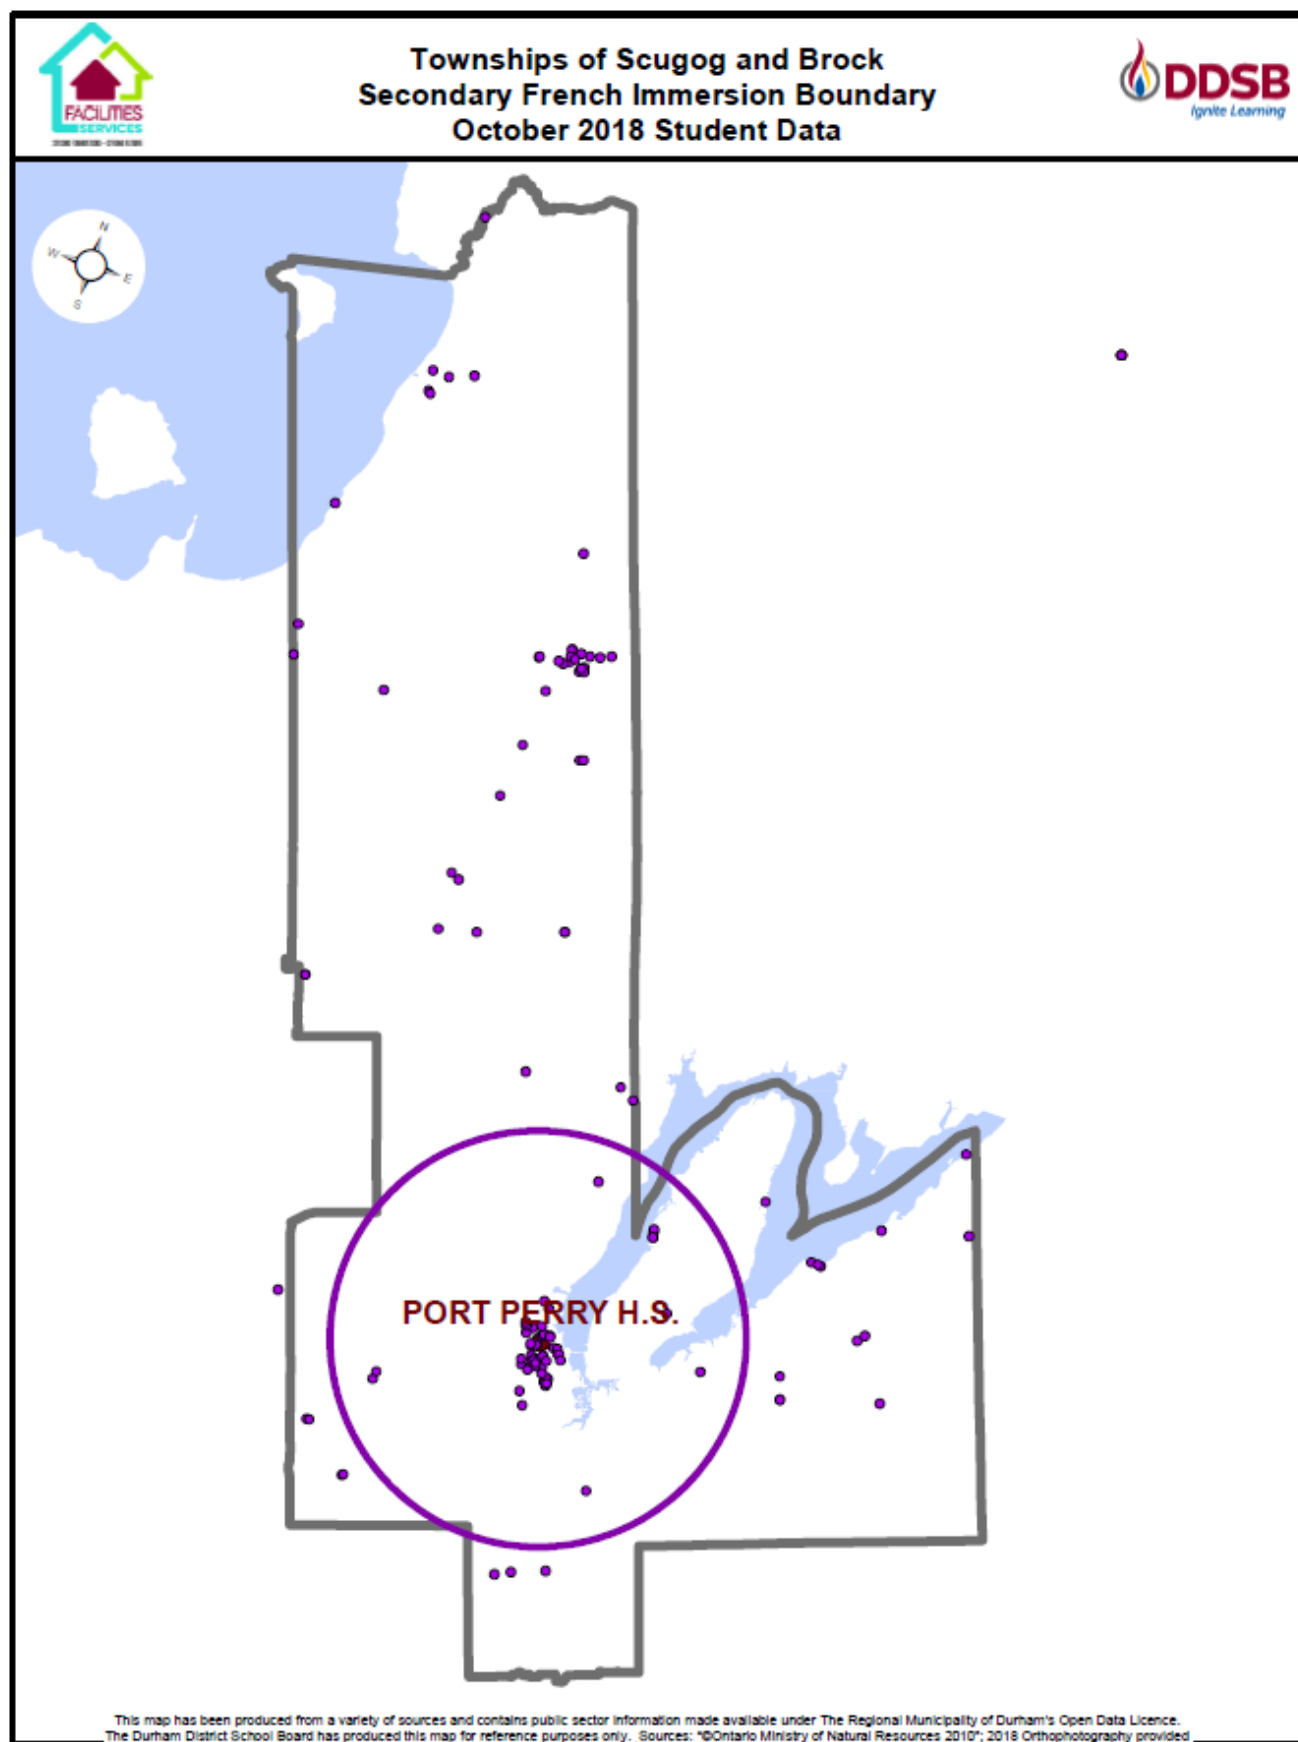 Townships of Scugog and Brock
Secondary French Immersion Boundary
October 2018 Student Data
FACILITIES
SERVICES
DDSB
Ignite Learning
N
W
E
S
PORT PERRY H.S.
This map has been produced from a variety of sources and contains public sector information made available under The Regional Municipality of Durham's Open Data Licence.
The Durham District School Board has produced this map for reference purposes only. Sources: "©Ontario Ministry of Natural Resources 2010"; 2018 Orthophotography provided